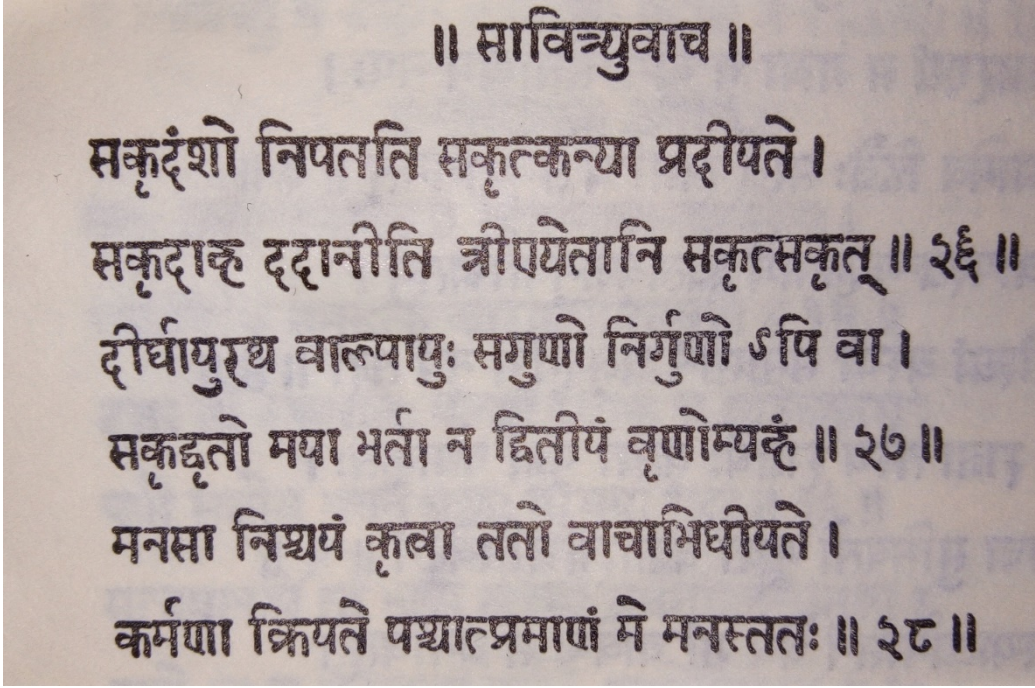 ॥ सावित्र्युवाच ॥
सकृदंशो निपतति सकृत्कन्या प्रदीयते ।
सकृदाह ददानीति त्रीण्येतानि सकृत्सकृत् ॥ २६ ॥
दीर्घायुरथ वाल्पायुः सगुणो निर्गुणो ऽपि वा ।
सकृद्वृतो मया भर्ता न द्वितीयं वृणोम्यहं ॥ २७ ॥
मनसा निश्चयं कृत्वा ततो वाचाभिधीयते ।
कर्मणा क्रियते पश्चात्प्रमाणं मे मनस्ततः ॥ २८ ॥